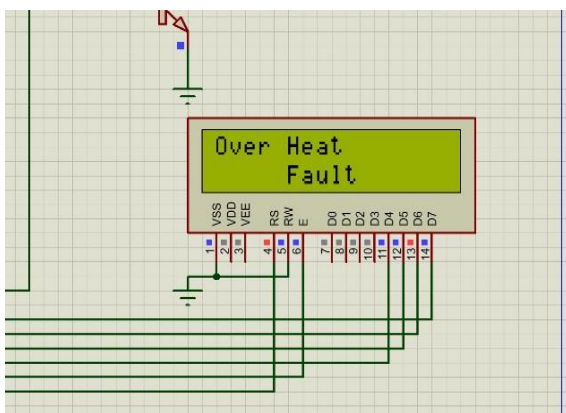 Over Heat
Fault
VSS VDD VEE RS RW E D0 D1 D2 D3 D4 D5 D6 D7
1 2 3 4 5 6 7 8 9 10 11 12 13 14